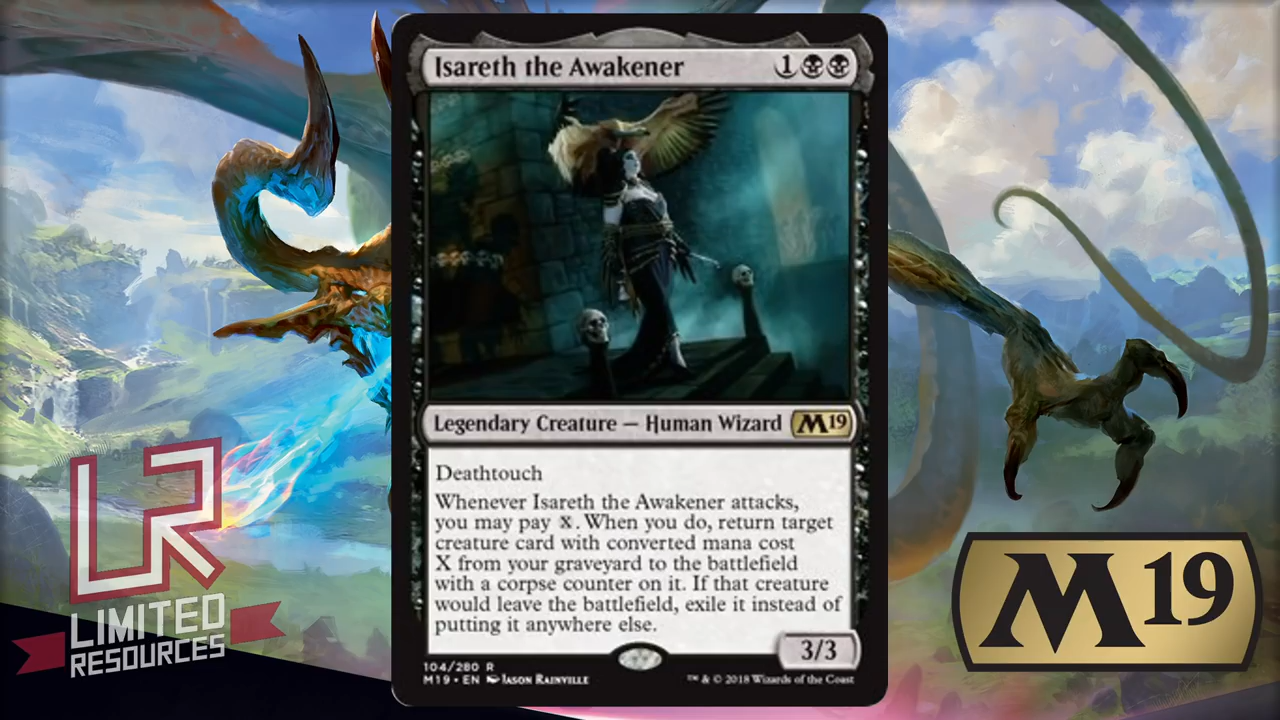 Isareth the Awakener 1
Legendary Creature — Human Wizard M19
Deathtouch
Whenever Isareth the Awakener attacks,
you may pay X. When you do, return target
creature card with converted mana cost
X from your graveyard to the battlefield
with a corpse counter on it. If that creature
would leave the battlefield, exile it instead of
putting it anywhere else.
3/3
104/280 R
M19 • EN JASON RAINVILLE
™ & © 2018 Wizards of the Coast
LR
LIMITED
RESOURCES
M19